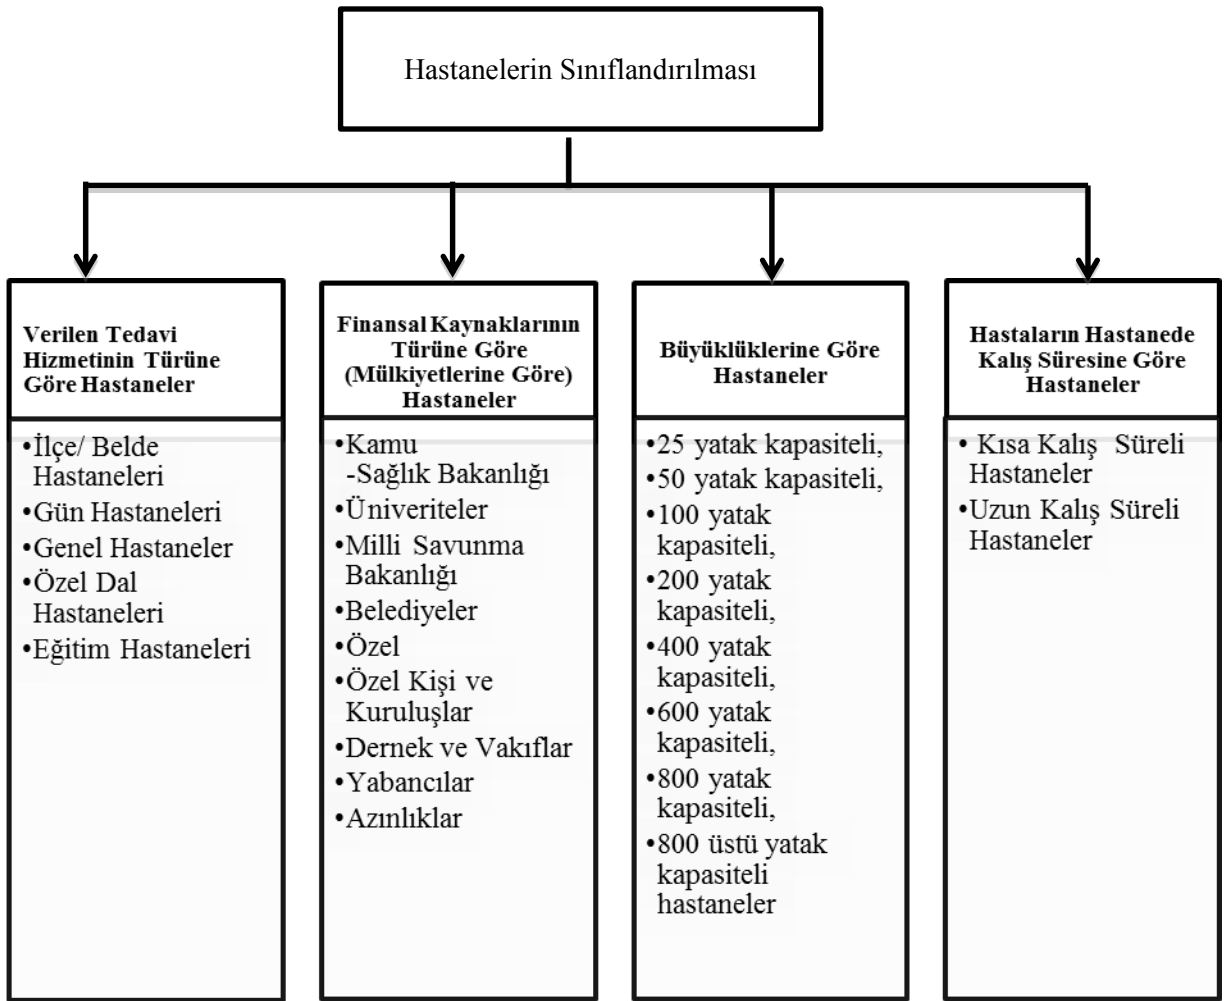 Hastanelerin Sınıflandırılması
Verilen Tedavi
Hizmetinin Türüne
Göre Hastaneler
•İlçe/ Belde
Hastaneleri
•Gün Hastaneleri
•Genel Hastaneler
•Özel Dal
Hastaneleri
•Eğitim Hastaneleri
Finansal Kaynaklarının
Türüne Göre
(Mülkiyetlerine Göre)
Hastaneler
•Kamu
-Sağlık Bakanlığı
•Üniveriteler
•Milli Savunma
Bakanlığı
•Belediyeler
•Özel
•Özel Kişi ve
Kuruluşlar
•Dernek ve Vakıflar
•Yabancılar
•Azınlıklar
Büyüklüklerine Göre
Hastaneler
•25 yatak kapasiteli,
•50 yatak kapasiteli,
•100 yatak
kapasiteli,
•200 yatak
kapasiteli,
•400 yatak
kapasiteli,
•600 yatak
kapasiteli,
•800 yatak
kapasiteli,
•800 üstü yatak
kapasiteli
hastaneler
Hastaların Hastanede
Kalış Süresine Göre
Hastaneler
• Kısa Kalış Süreli
Hastaneler
•Uzun Kalış Süreli
Hastaneler